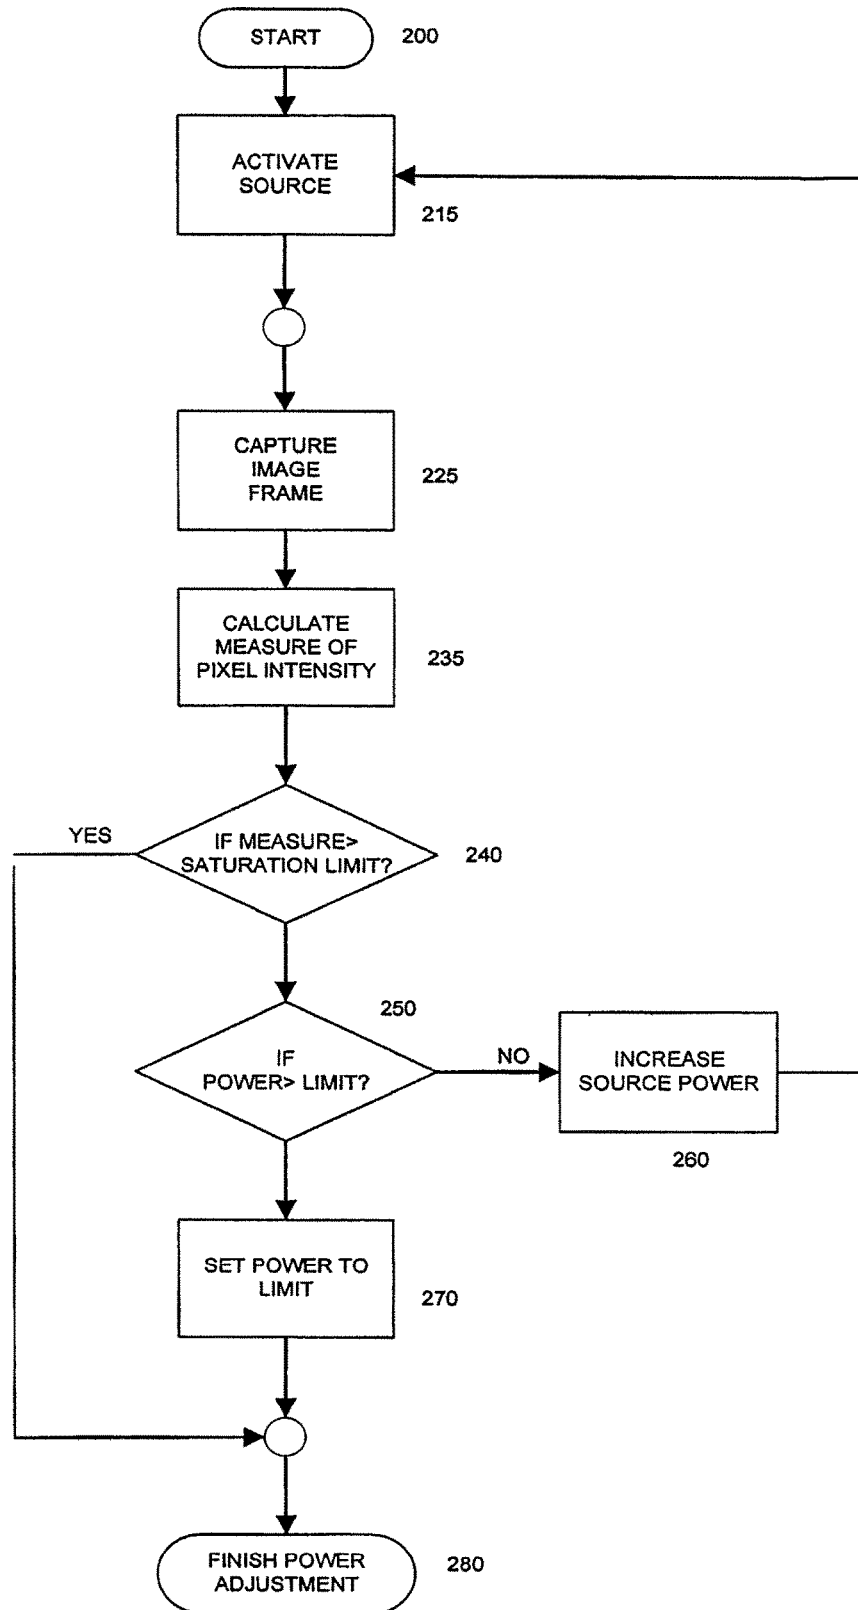 START
200
ACTIVATE
SOURCE
215
CAPTURE
IMAGE
FRAME
225
CALCULATE
MEASURE OF
PIXEL INTENSITY
235
YES
IF MEASURE>
SATURATION LIMIT?
240
250
IF
POWER> LIMIT?
NO
INCREASE
SOURCE POWER
260
SET POWER TO
LIMIT
270
FINISH POWER
ADJUSTMENT
280